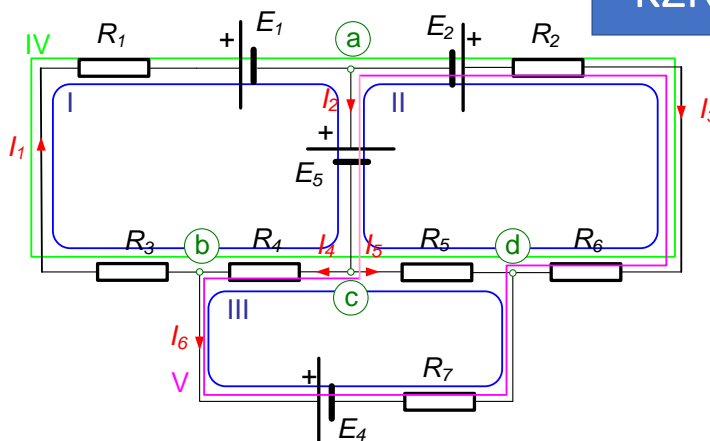 R1 E1 a E2 R2
IV
+ +
I I2 II
I1 + I3
E5
R3 b R4 I4 I5 R5 d R6
c
III
I6
V + R7
E4